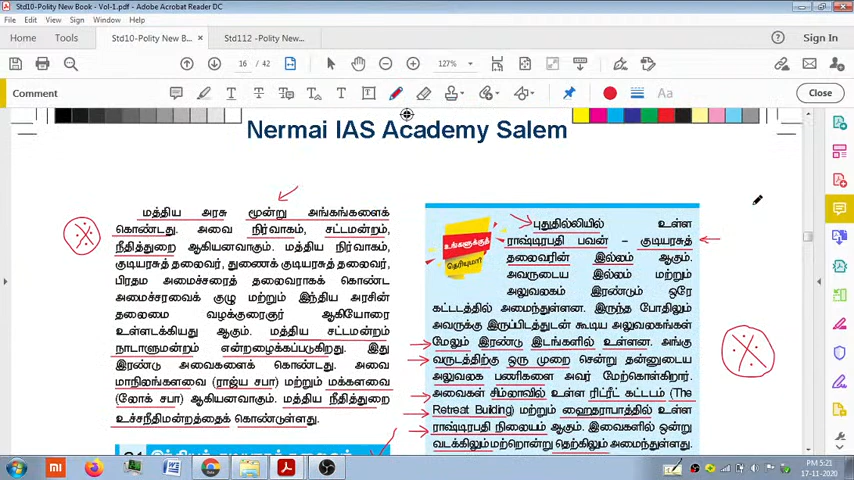 Std10-Polity New Book - Vol-1.pdf - Adobe Acrobat Reader DC
File Edit View Sign Window Help
Home Tools Std10-Polity New B... × Std112 -Polity New... Sign In
16 / 42 127%
Comment Aa Close
Nermai IAS Academy Salem
மத்திய அரசு மூன்று அங்கங்களைக்
கொண்டது. அவை நிர்வாகம், சட்டமன்றம்,
நீதித்துறை ஆகியனவாகும். மத்திய நிர்வாகம்,
குடியரசுத் தலைவர், துணைக் குடியரசுத் தலைவர்,
பிரதம அமைச்சரைத் தலைவராகக் கொண்ட
அமைச்சரவைக் குழு மற்றும் இந்திய அரசின்
தலைமை வழக்குரைஞர் ஆகியோரை
உள்ளடக்கியது ஆகும். மத்திய சட்டமன்றம்
நாடாளுமன்றம் என்றழைக்கப்படுகிறது. இது
இரண்டு அவைகளைக் கொண்டது. அவை
மாநிலங்களவை (ராஜ்ய சபா) மற்றும் மக்களவை
(லோக் சபா) ஆகியனவாகும். மத்திய நீதித்துறை
உச்சநீதிமன்றத்தைக் கொண்டுள்ளது.
உங்களுக்குத்
தெரியுமா?
புதுதில்லியில் உள்ள
ராஷ்டிரபதி பவன் – குடியரசுத்
தலைவரின் இல்லம் ஆகும்.
அவருடைய இல்லம் மற்றும்
அலுவலகம் இரண்டும் ஒரே
கட்டடத்தில் அமைந்துள்ளன. இருந்த போதிலும்
அவருக்கு இருப்பிடத்துடன் கூடிய அலுவலகங்கள்
மேலும் இரண்டு இடங்களில் உள்ளன. அங்கு
வருடத்திற்கு ஒரு முறை சென்று தன்னுடைய
அலுவலக பணிகளை அவர் மேற்கொள்கிறார்.
அவைகள் சிம்லாவில் உள்ள ரிட்ரீட் கட்டடம் (The
Retreat Building) மற்றும் ஹைதராபாத்தில் உள்ள
ராஷ்டிரபதி நிலையம் ஆகும். இவைகளில் ஒன்று
வடக்கிலும் மற்றொன்று தெற்கிலும் அமைந்துள்ளது.
PM 5:21
17-11-2020